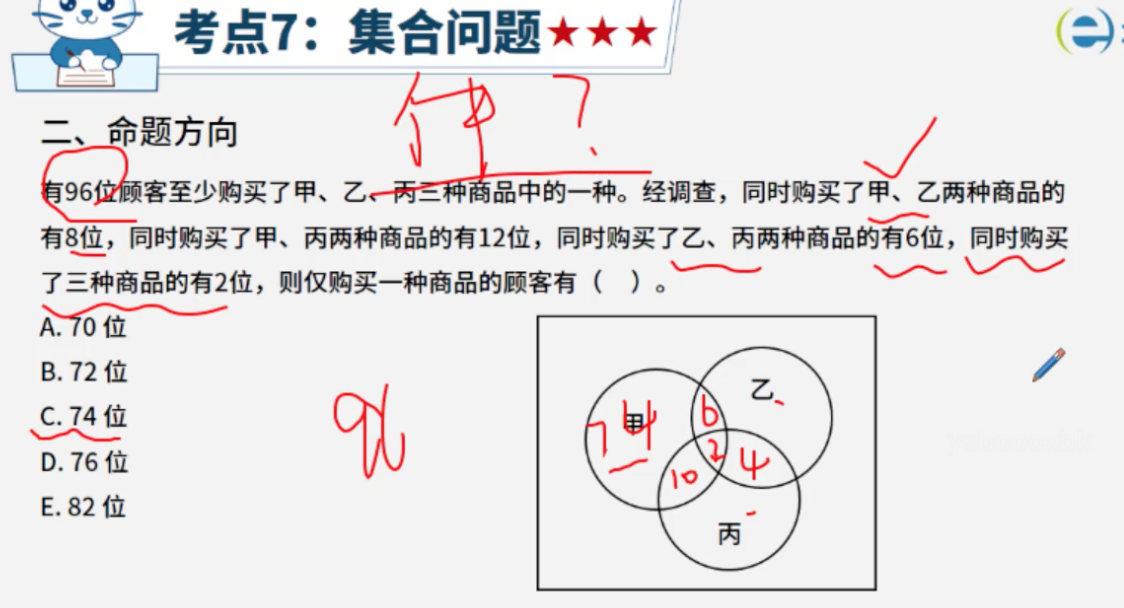 考点7：集合问题★★★
二、命题方向
件？
有96位顾客至少购买了甲、乙、丙三种商品中的一种。经调查，同时购买了甲、乙两种商品的
有8位，同时购买了甲、丙两种商品的有12位，同时购买了乙、丙两种商品的有6位，同时购买
了三种商品的有2位，则仅购买一种商品的顾客有（ ）。
A. 70 位
B. 72 位
C. 74 位
D. 76 位
E. 82 位
96
乙
甲
74
6
2
4
10
丙